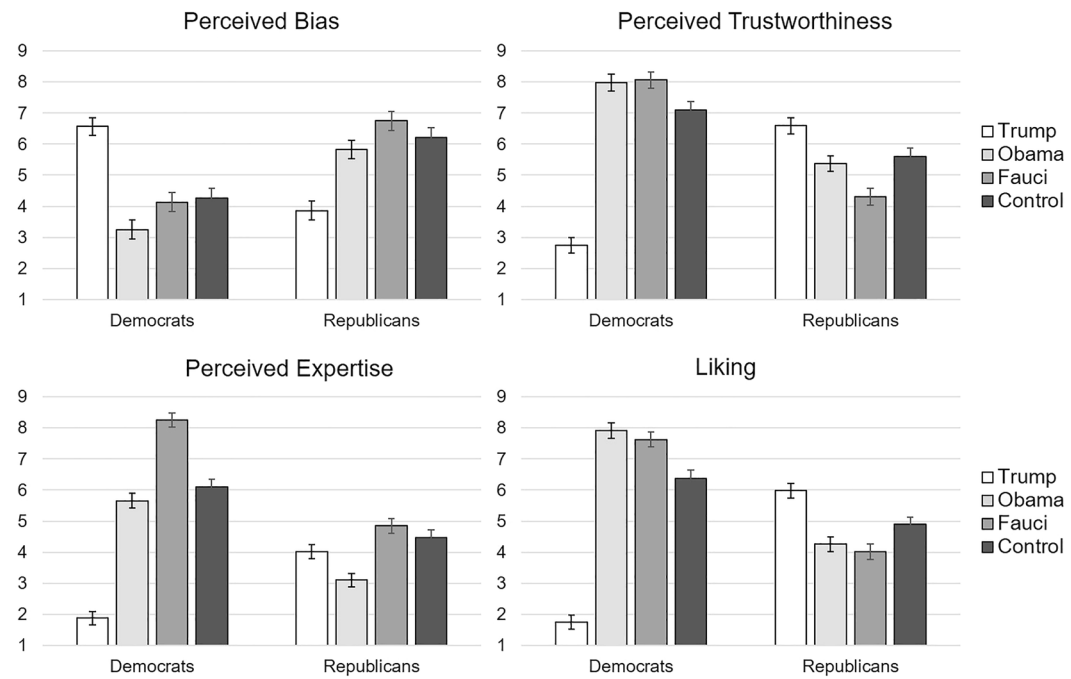 Perceived Bias
9
8
7
6
5
4
3
2
1
Democrats Republicans
Perceived Trustworthiness
9
8
7
6
5
4
3
2
1
Democrats Republicans
Trump
Obama
Fauci
Control
Perceived Expertise
9
8
7
6
5
4
3
2
1
Democrats Republicans
Liking
9
8
7
6
5
4
3
2
1
Democrats Republicans
Trump
Obama
Fauci
Control